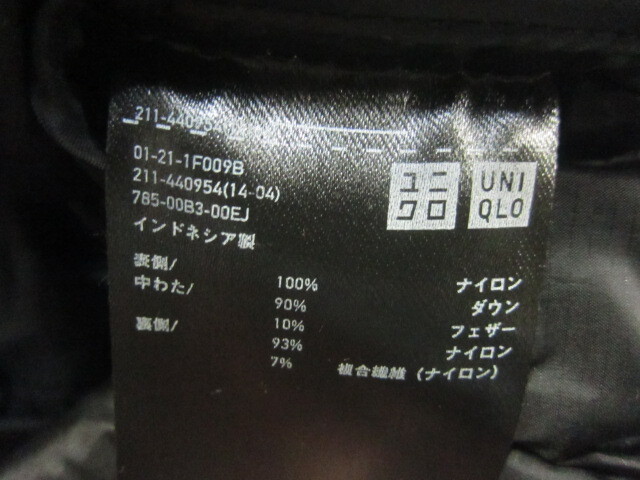 211-440954
01-21-1F009B
211-440954(14-04)
785-00B3-00EJ
インドネシア製
ユニ
クロ
UNI
QLO
表側/ 100% ナイロン
中わた/ 90% ダウン
10% フェザー
裏側/ 93% ナイロン
7% 複合繊維 (ナイロン)